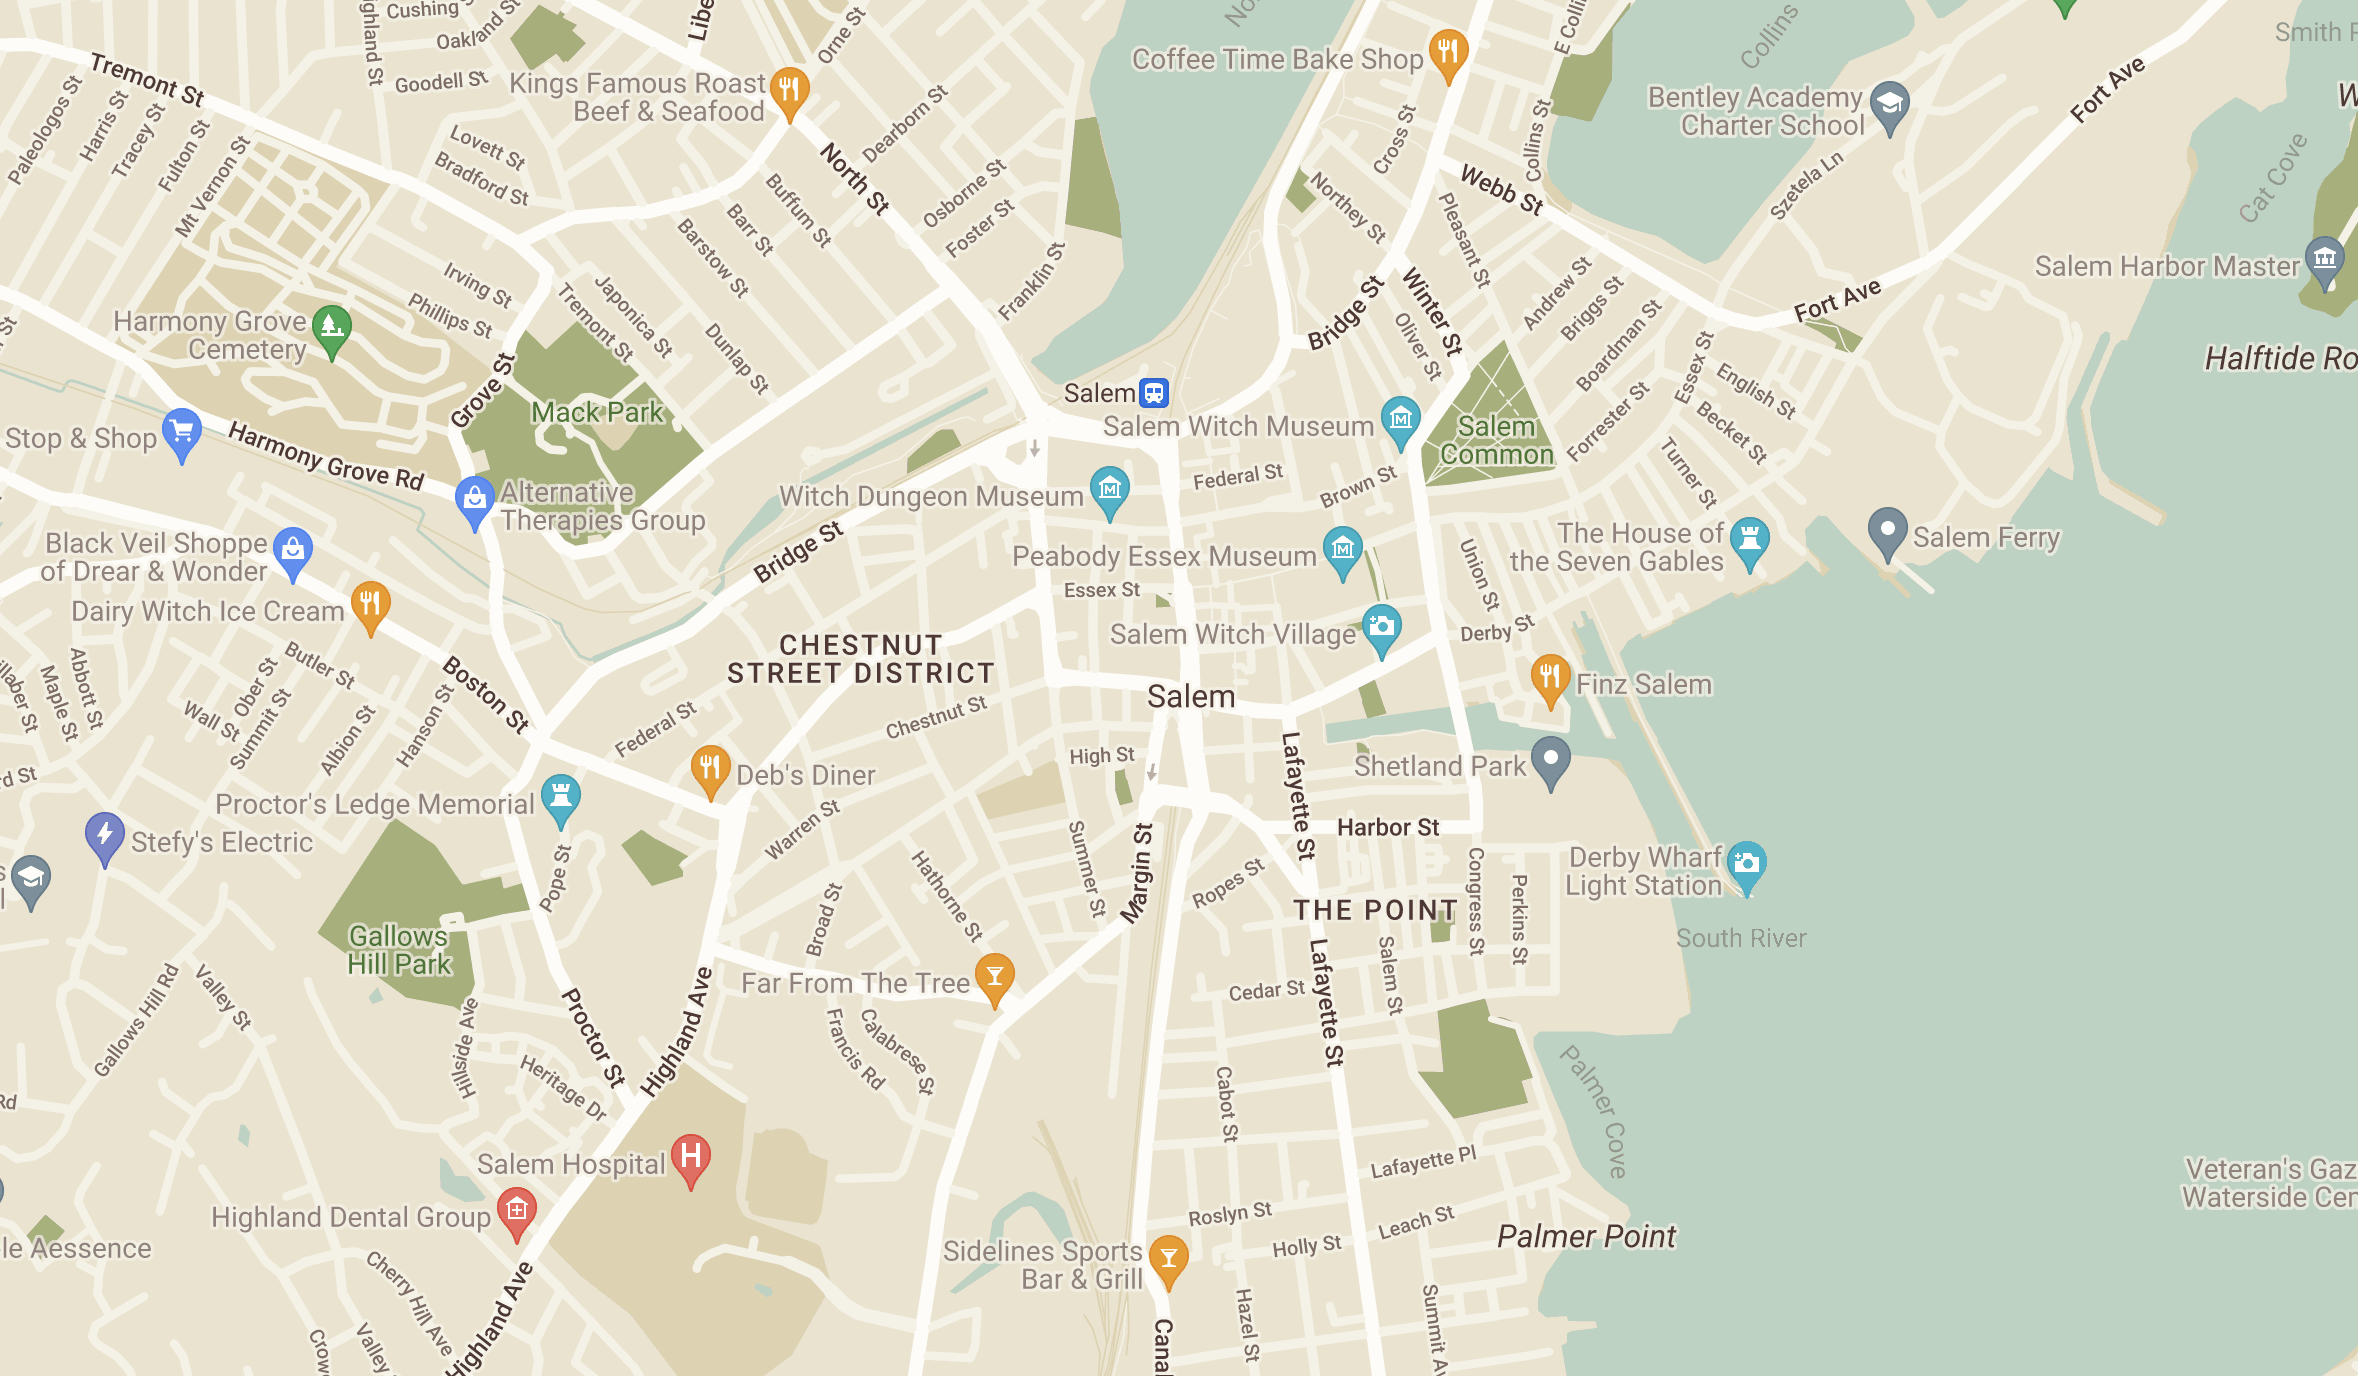 Cushing
Oakland St
Highland St
Goodell St
Orne St
Kings Famous Roast
Beef & Seafood
Coffee Time Bake Shop
Collins
Smith
Bentley Academy
Charter School
Fort Ave
Tremont St
Paleologos St
Harris St
Tracey St
Fulton St
Mt Vernon St
Lovett St
Bradford St
North St
Dearborn St
Buffum St
Barr St
Barstow St
Osborne St
Foster St
Franklin St
Cross St
Collins St
Webb St
Szetela Ln
Cat Cove
Northey St
Pleasant St
Salem Harbor Master
Fort Ave
Harmony Grove
Cemetery
Irving St
Phillips St
Tremont St
Japonica St
Dunlap St
Grove St
Mack Park
Bridge St
Winter St
Oliver St
Andrew St
Briggs St
Boardman St
Essex St
English St
Becket St
Forrester St
Turner St
Halftide
Salem
Salem Witch Museum
Salem
Common
Stop & Shop
Harmony Grove Rd
Alternative
Therapies Group
Witch Dungeon Museum
Federal St
Brown St
Black Veil Shoppe
of Drear & Wonder
Bridge St
Peabody Essex Museum
Union St
The House of
the Seven Gables
Salem Ferry
Dairy Witch Ice Cream
Essex St
Salem Witch Village
Derby St
CHESTNUT
STREET DISTRICT
Abbott St
Maple St
Butler St
Ober St
Summit St
Wall St
Albion St
Hanson St
Boston St
Federal St
Chestnut St
Salem
Finz Salem
High St
Lafayette St
Shetland Park
Deb's Diner
Proctor's Ledge Memorial
Stefy's Electric
Warren St
Harbor St
Derby Wharf
Light Station
Pope St
Summer St
Margin St
Ropes St
Hathorne St
Broad St
THE POINT
Congress St
Perkins St
South River
Gallows
Hill Park
Far From The Tree
Lafayette St
Salem St
Cedar St
Gallows Hill Rd
Valley St
Hillside Ave
Proctor St
Highland Ave
Francis Rd
Calabrese St
Heritage Dr
Palmer Cove
Cabot St
Salem Hospital
Lafayette Pl
Highland Dental Group
Roslyn St
Leach St
Holly St
Palmer Point
Veteran's
Waterside
Aessence
Sidelines Sports
Bar & Grill
Cherry Hill Ave
Valley
Highland Ave
Canal
Hazel St
Summit